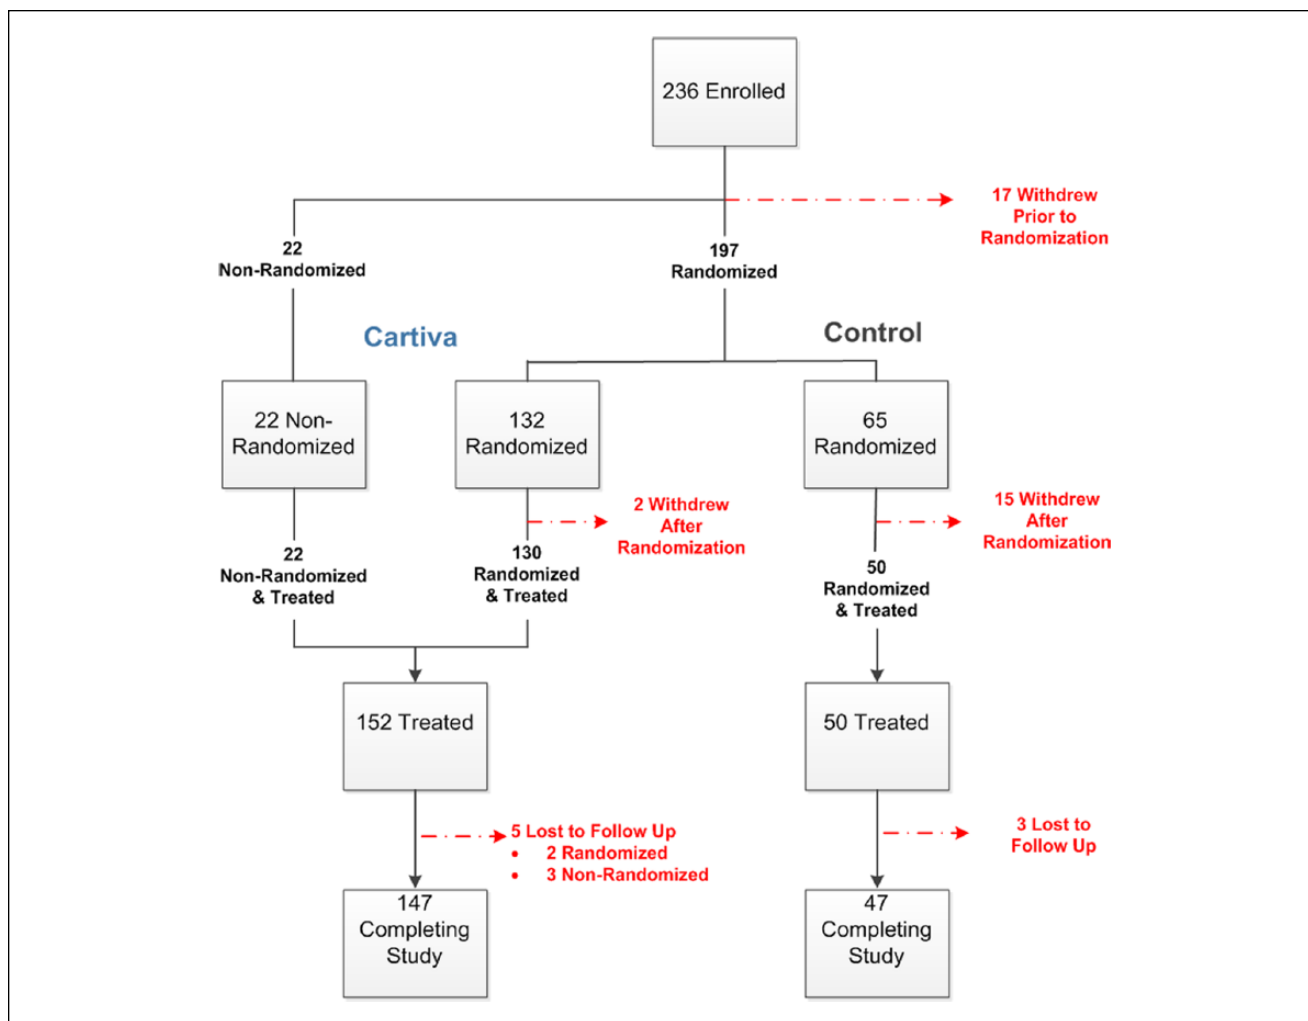 236 Enrolled
17 Withdrew
Prior to
Randomization
22
Non-Randomized
197
Randomized
Cartiva
Control
22 Non-
Randomized
132
Randomized
65
Randomized
2 Withdrew
After
Randomization
15 Withdrew
After
Randomization
22
Non-Randomized
& Treated
130
Randomized
& Treated
50
Randomized
& Treated
152 Treated
50 Treated
5 Lost to Follow Up
• 2 Randomized
• 3 Non-Randomized
3 Lost to
Follow Up
147
Completing
Study
47
Completing
Study